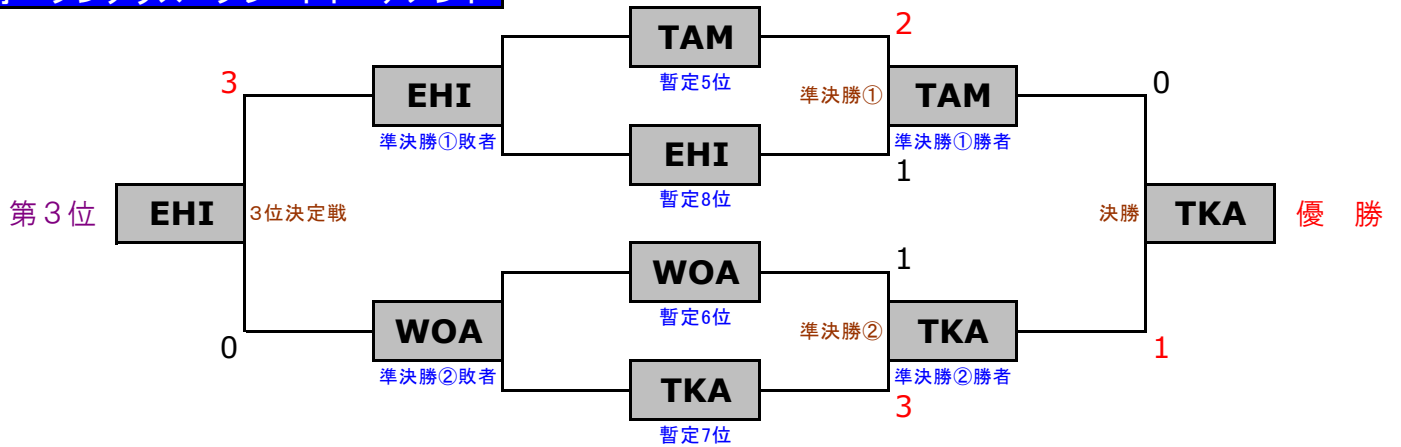 TAM
2
暫定5位
3
EHI
準決勝①
TAM
0
準決勝①敗者
準決勝①勝者
EHI
1
暫定8位
第３位
EHI
３位決定戦
決勝
TKA
優　勝
WOA
1
暫定6位
WOA
準決勝②
TKA
0
1
準決勝②敗者
準決勝②勝者
TKA
3
暫定7位